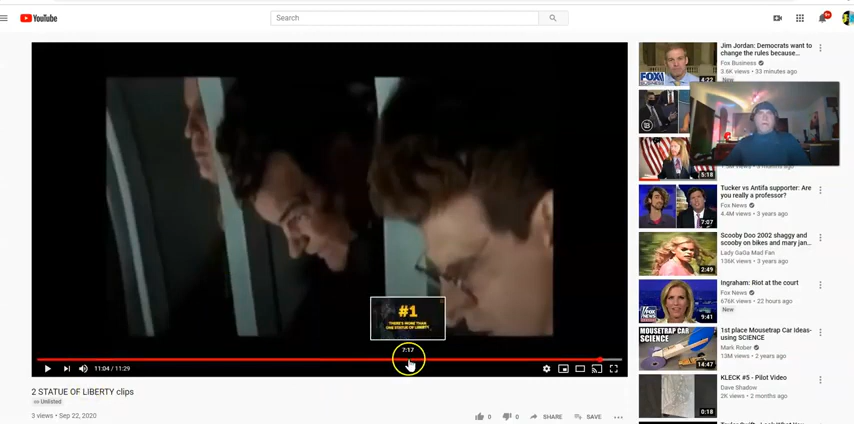 YouTube
Search
9+
#1
THERE'S MORE THAN
ONE STATUE OF LIBERTY
7:17
11:04 / 11:29
2 STATUE OF LIBERTY clips
Unlisted
3 views • Sep 22, 2020
0
0
SHARE
SAVE
Jim Jordan: Democrats want to
change the rules because...
Fox Business
3.6K views • 33 minutes ago
New
FOX
BUSINESS
4:22
5:18
Tucker vs Antifa supporter: Are
you really a professor?
Fox News
4.4M views • 3 years ago
7:07
Scooby Doo 2002 shaggy and
scooby on bikes and mary jan...
Lady GaGa Mad Fan
136K views • 3 years ago
2:49
Ingraham: Riot at the court
Fox News
676K views • 22 hours ago
New
9:41
1st place Mousetrap Car Ideas-
using SCIENCE
Mark Rober
13M views • 2 years ago
MOUSETRAP CAR
SCIENCE
14:47
KLECK #5 - Pilot Video
Dave Shadow
2K views • 2 months ago
0:18